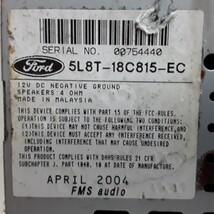 SERIAL NO. 00754440
Ford 5L8T-18C815-EC
12V DC NEGATIVE GROUND
SPEAKERS 4 OHM
MADE IN MALAYSIA
THIS DEVICE COMPLIES WITH PART 15 OF THE FCC-RULES.
OPERATION IS SUBJECT TO THE FOLLOWING TWO CONDITIONS:
(1)THIS DEVICE MAY NOT CAUSE HARMFUL INTERFERENCE, AND
THIS DEVICE MUST ACCEPT ANY INTERFERENCE
INCLUDING INTERFERENCE THAT MAY CAUSE
UNDESIRED OPERATION.
THIS PRODUCT COMPLIES WITH DHHS RULES 21 CFR
SUBCHAPTER J, PART 1040. AT DATE OF MANUFACTURE.
APRIL 2004
FMS audio